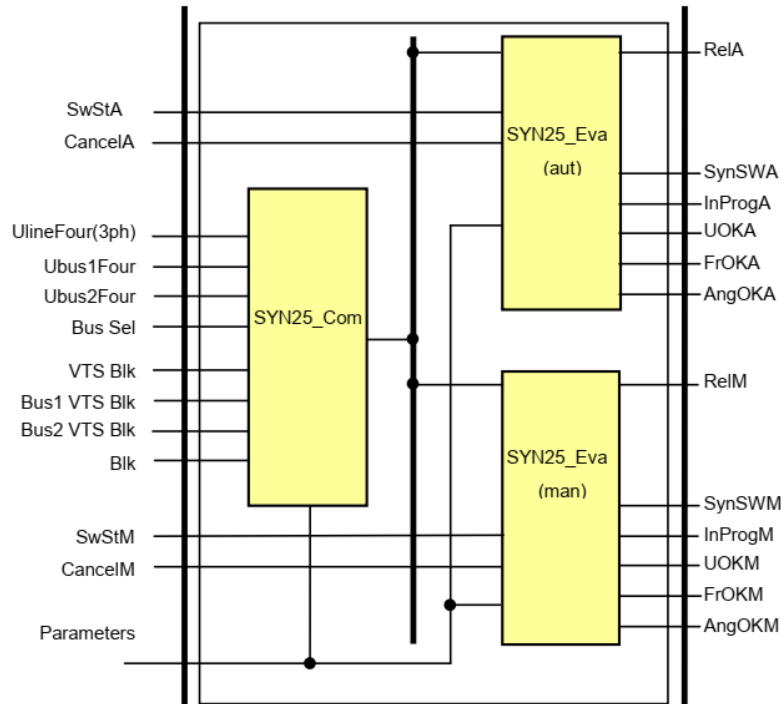 RelA
SwStA
CancelA
SYN25_Eva
(aut)
SynSWA
InProgA
UOKA
FrOKA
AngOKA
UlineFour(3ph)
Ubus1Four
Ubus2Four
Bus Sel
SYN25_Com
VTS Blk
Bus1 VTS Blk
Bus2 VTS Blk
Blk
RelM
SYN25_Eva
(man)
SwStM
CancelM
SynSWM
InProgM
UOKM
FrOKM
AngOKM
Parameters